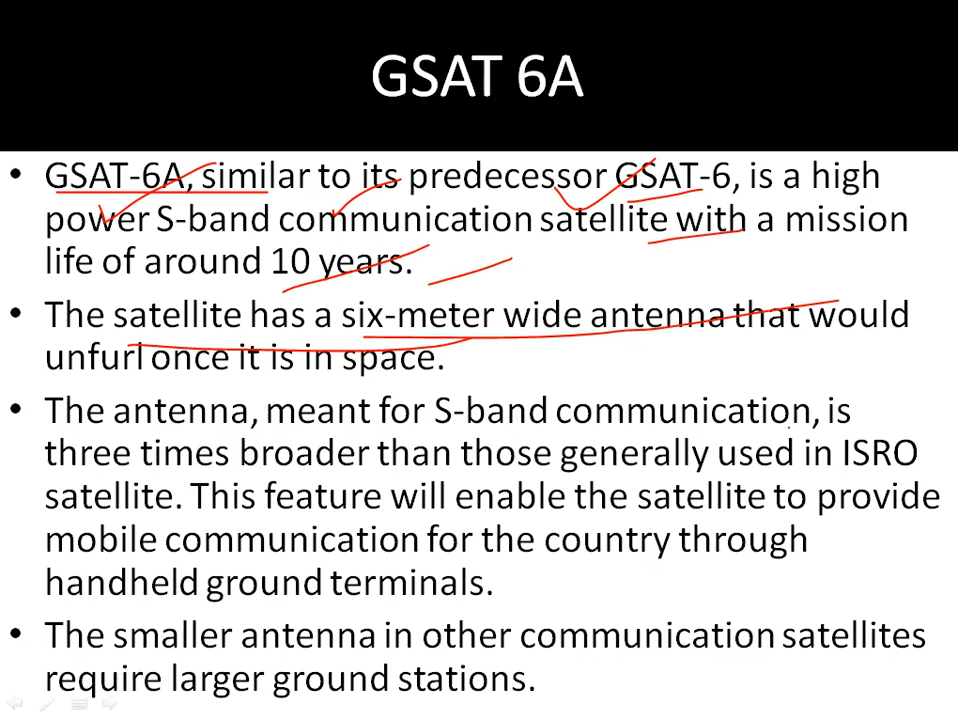 GSAT 6A
• GSAT-6A, similar to its predecessor GSAT-6, is a high
power S-band communication satellite with a mission
life of around 10 years.
• The satellite has a six-meter wide antenna that would
unfurl once it is in space.
• The antenna, meant for S-band communication, is
three times broader than those generally used in ISRO
satellite. This feature will enable the satellite to provide
mobile communication for the country through
handheld ground terminals.
• The smaller antenna in other communication satellites
require larger ground stations.